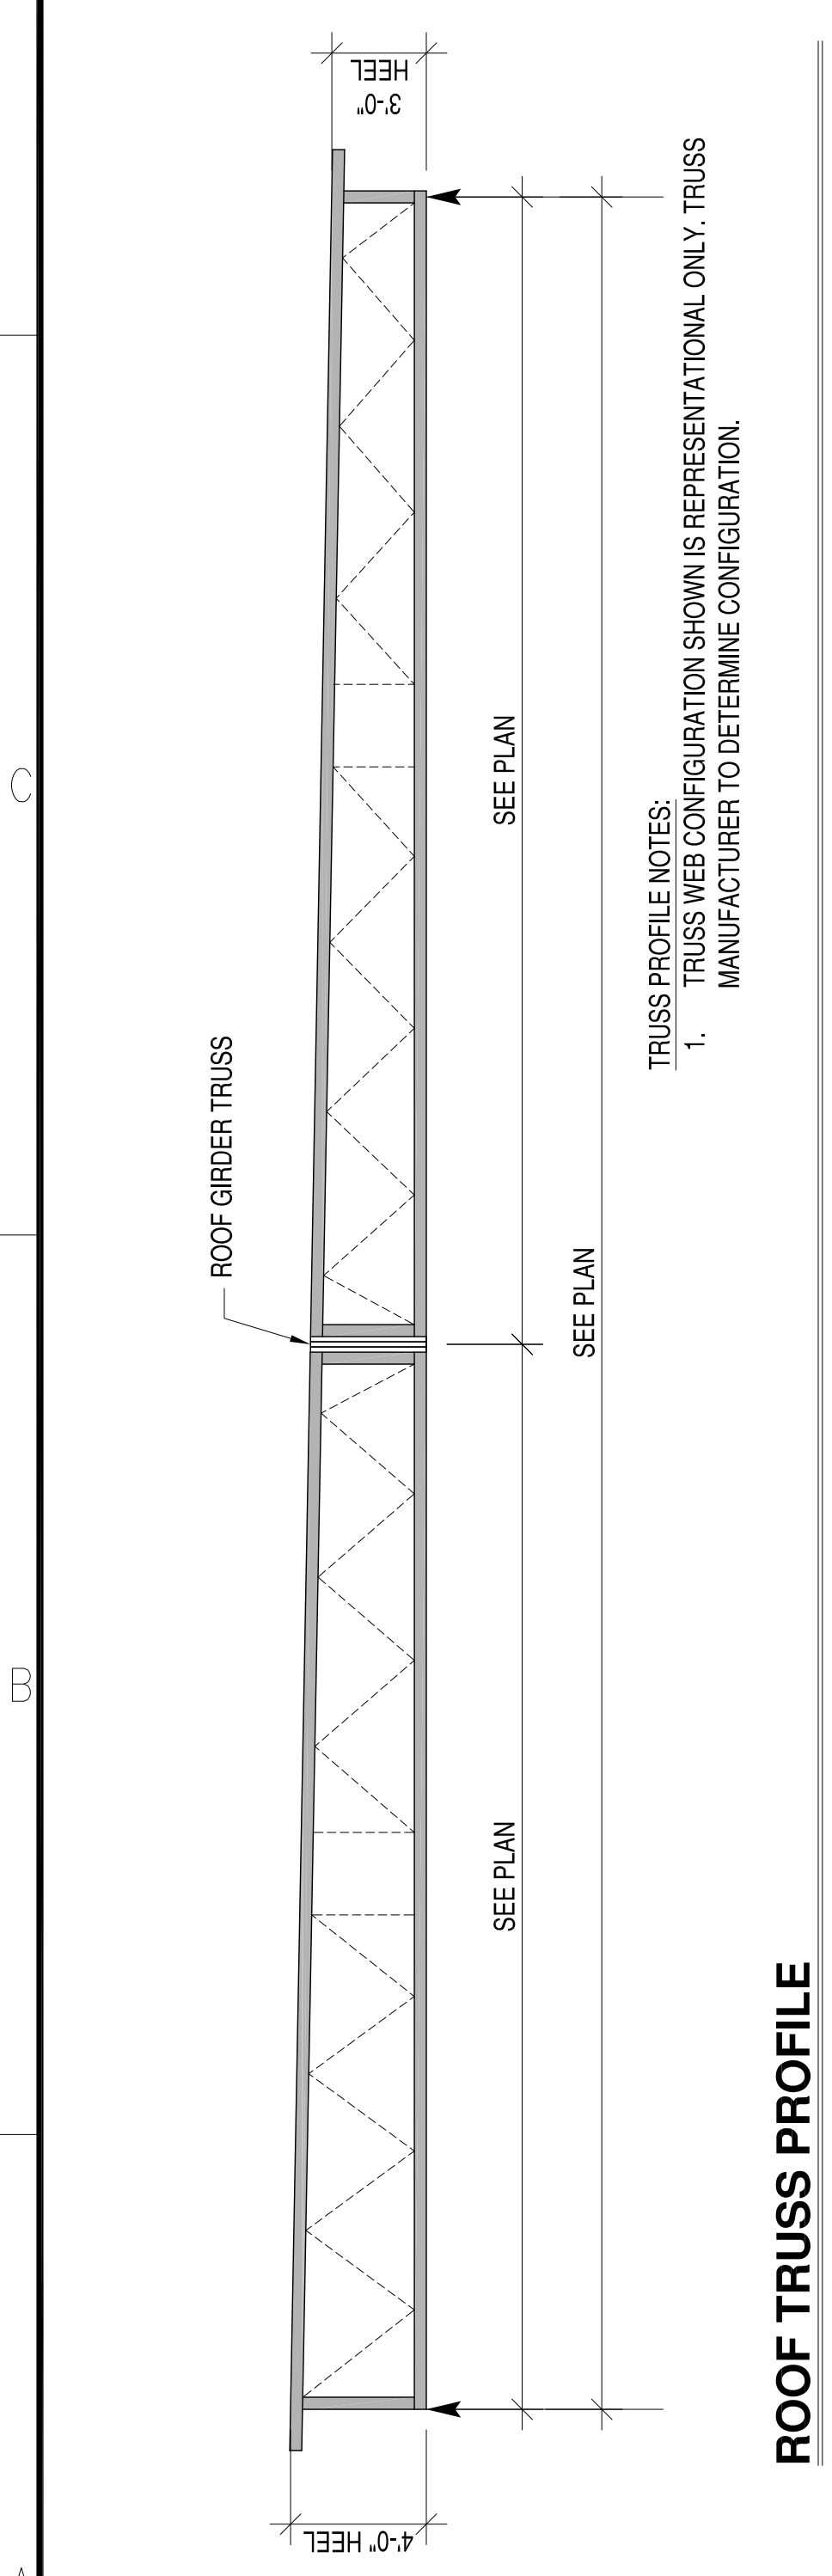 ROOF GIRDER TRUSS
4'-0" HEEL
3'-0"
HEEL
SEE PLAN
SEE PLAN
SEE PLAN
TRUSS PROFILE NOTES:
1. TRUSS WEB CONFIGURATION SHOWN IS REPRESENTATIONAL ONLY. TRUSS
MANUFACTURER TO DETERMINE CONFIGURATION.
ROOF TRUSS PROFILE
B
C